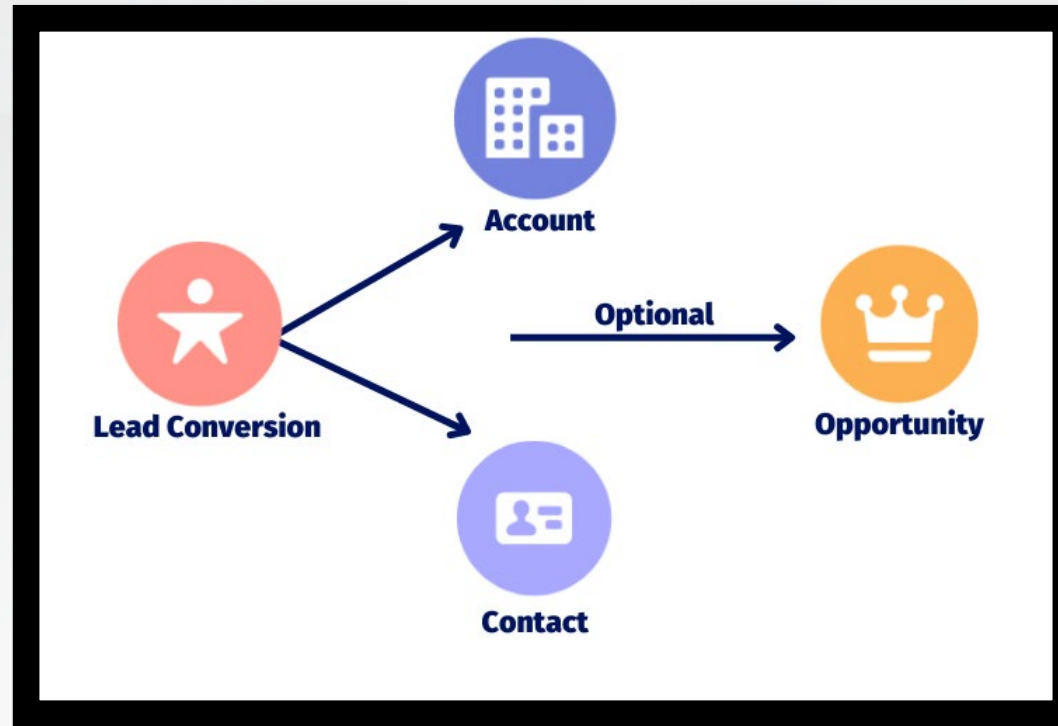 Account
Optional
Lead Conversion
Opportunity
Contact